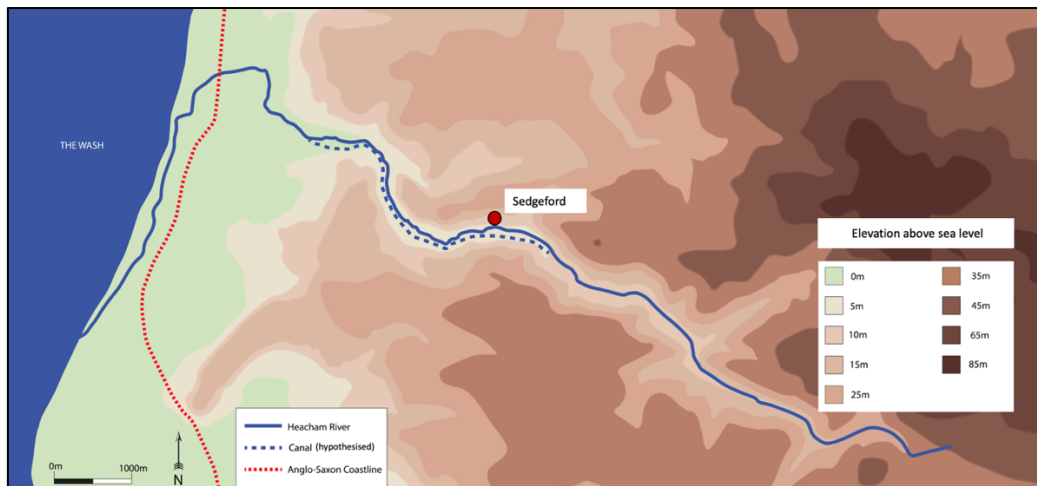 THE WASH
Sedgeford
Elevation above sea level
0m
35m
5m
45m
10m
65m
15m
85m
25m
Heacham River
Canal (hypothesised)
Anglo-Saxon Coastline
0m 1000m
N